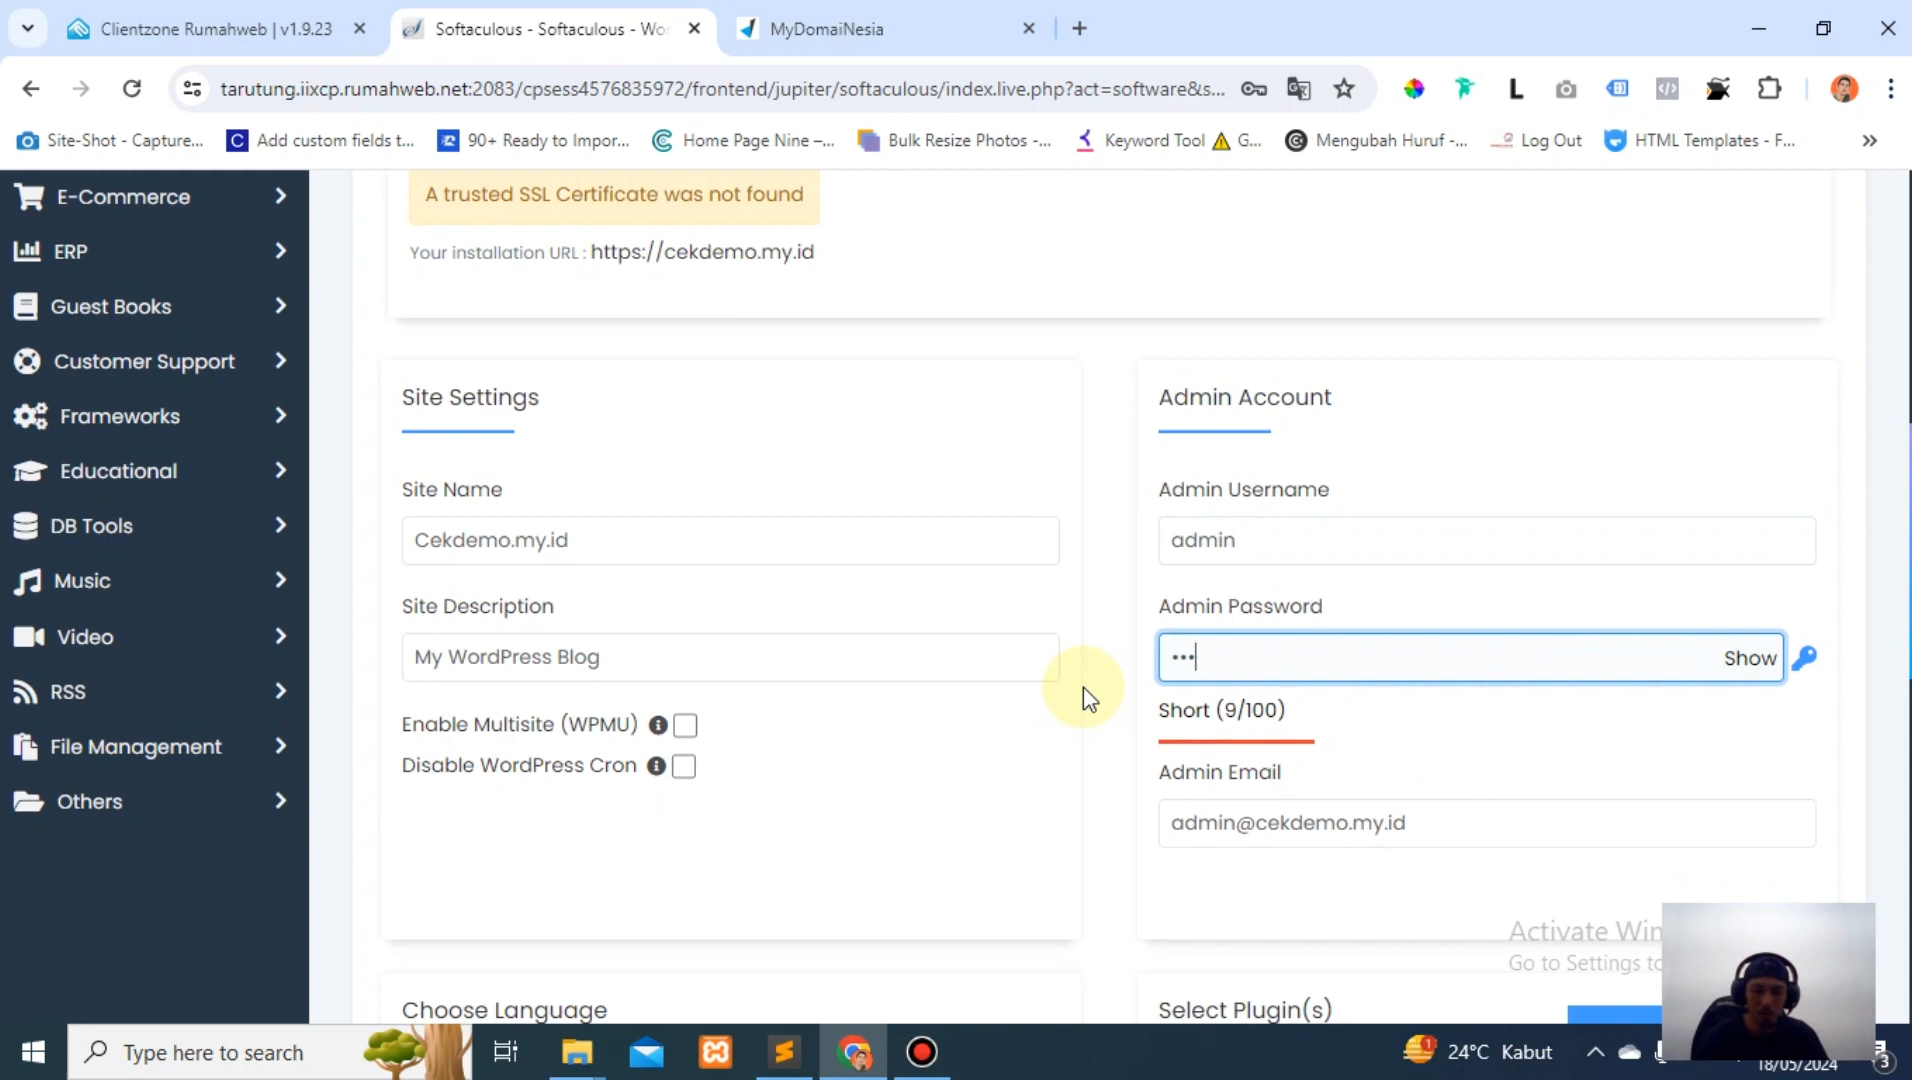 Clientzone Rumahweb | v1.9.23
Softaculous - Softaculous - Wor
MyDomaiNesia
tarutung.iixcp.rumahweb.net:2083/cpsess4576835972/frontend/jupiter/softaculous/index.live.php?act=software&s...
Site-Shot - Capture...
Add custom fields t...
90+ Ready to Impor...
Home Page Nine –...
Bulk Resize Photos -...
Keyword Tool ⚠ G...
Mengubah Huruf -...
Log Out
HTML Templates - F...
E-Commerce
ERP
Guest Books
Customer Support
Frameworks
Educational
DB Tools
Music
Video
RSS
File Management
Others
A trusted SSL Certificate was not found
Your installation URL : https://cekdemo.my.id
Site Settings
Site Name
Cekdemo.my.id
Site Description
My WordPress Blog
Enable Multisite (WPMU)
Disable WordPress Cron
Admin Account
Admin Username
admin
Admin Password
•••
Show
Short (9/100)
Admin Email
admin@cekdemo.my.id
Choose Language
Select Plugin(s)
Activate Win
Go to Settings to
Type here to search
1
24°C Kabut
18/05/2024
3